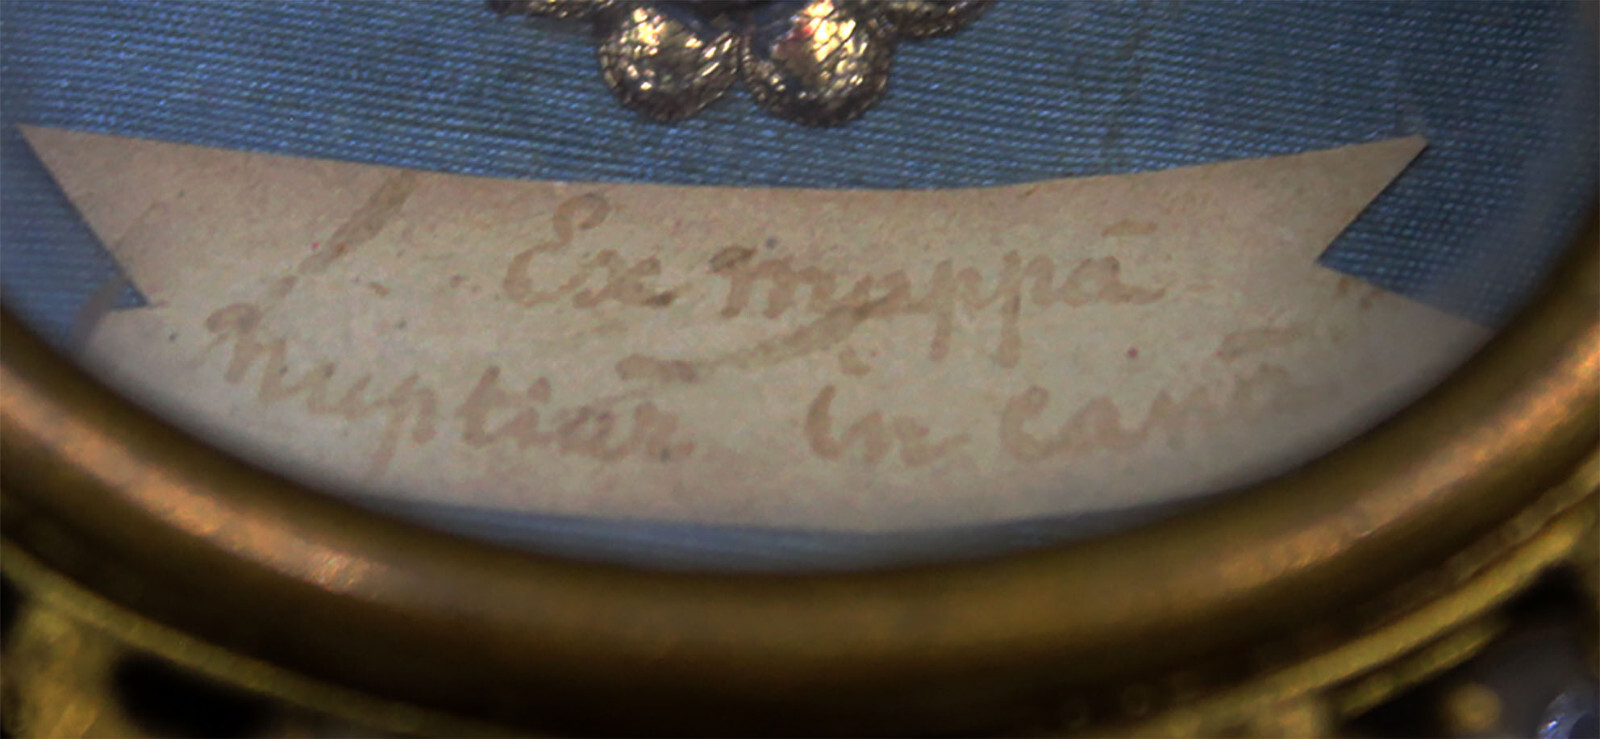 Ex mappā
Nuptiar̄ in canā